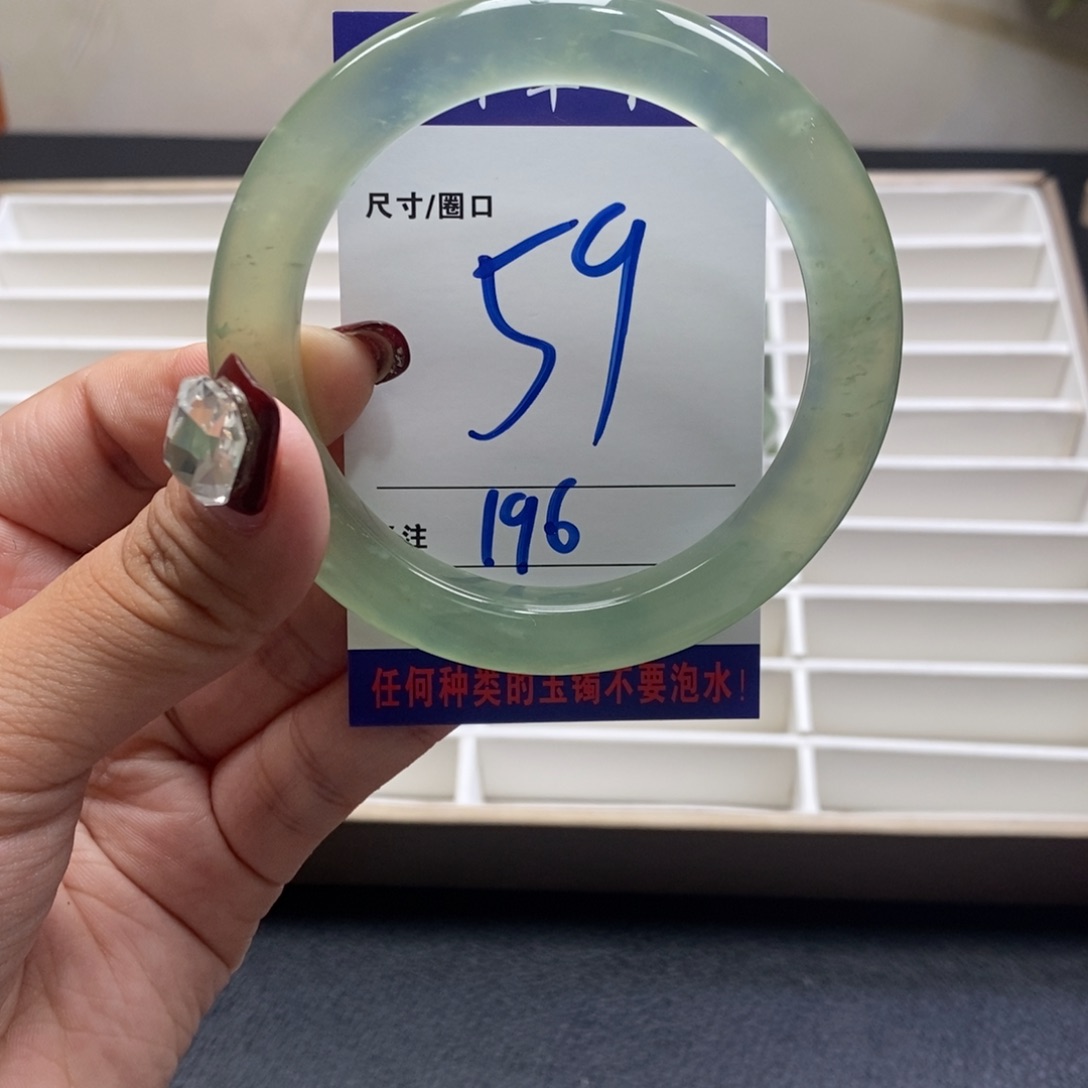 尺寸/圈口
59
注 196
任何种类的玉镯不要泡水!